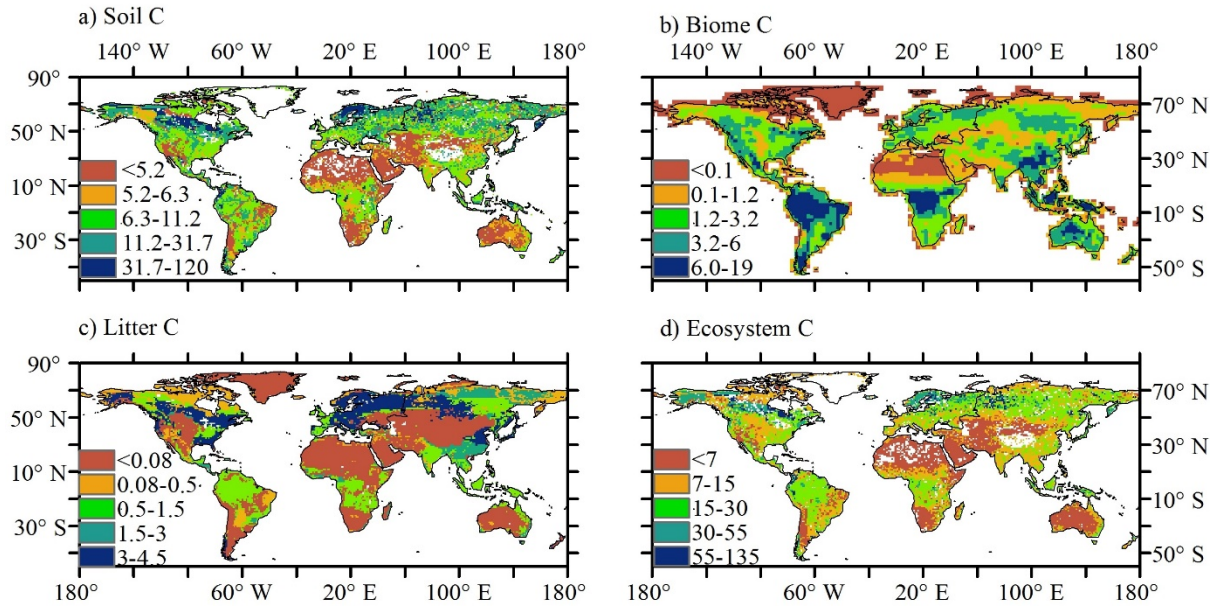 a) Soil C
b) Biome C
140° W 60° W 20° E 100° E 180°
140° W 60° W 20° E 100° E 180°
90°
50° N
10° N
30° S
<5.2
5.2-6.3
6.3-11.2
11.2-31.7
31.7-120
70° N
30° N
10° S
50° S
<0.1
0.1-1.2
1.2-3.2
3.2-6
6.0-19
c) Litter C
d) Ecosystem C
90°
50° N
10° N
30° S
<0.08
0.08-0.5
0.5-1.5
1.5-3
3-4.5
70° N
30° N
10° S
50° S
<7
7-15
15-30
30-55
55-135
180° 60° W 20° E 100° E 180°
60° W 20° E 100° E 180°